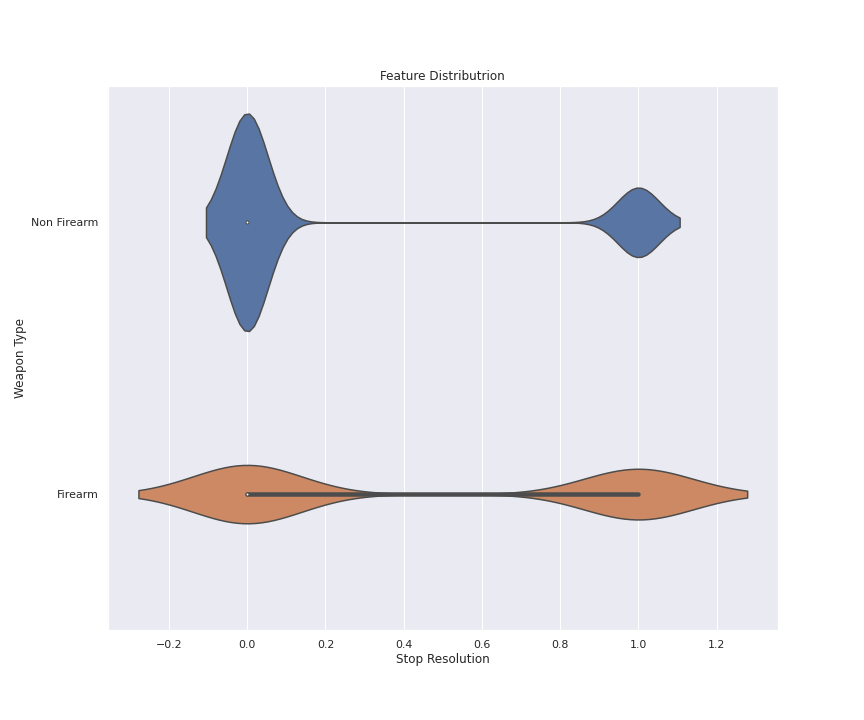 Feature Distributrion
Non Firearm
Weapon Type
Firearm
−0.2 0.0 0.2 0.4 0.6 0.8 1.0 1.2
Stop Resolution